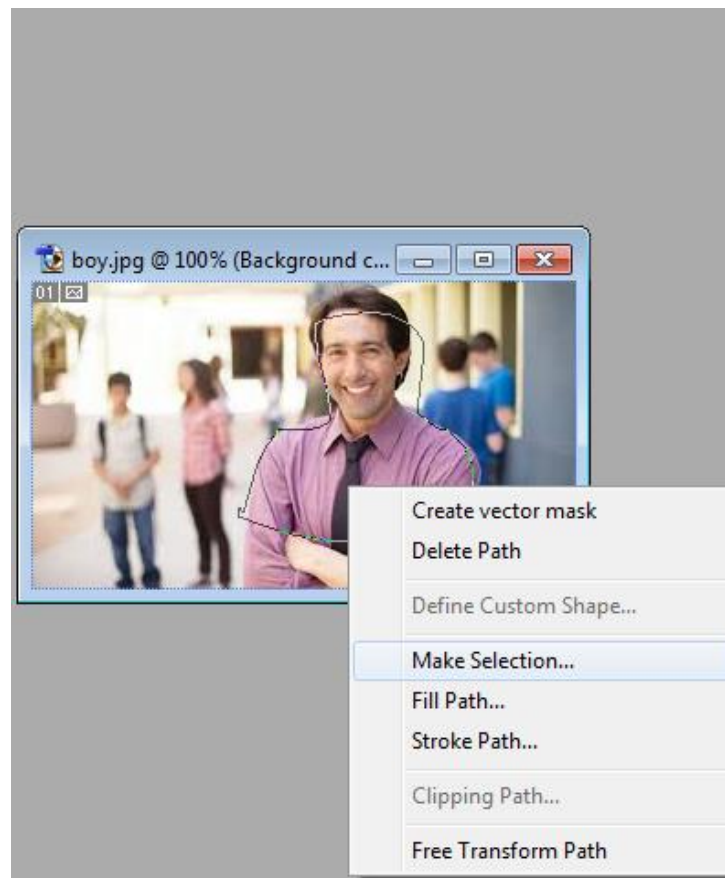 boy.jpg @ 100% (Background c...
01
Create vector mask
Delete Path
Define Custom Shape...
Make Selection...
Fill Path...
Stroke Path...
Clipping Path...
Free Transform Path